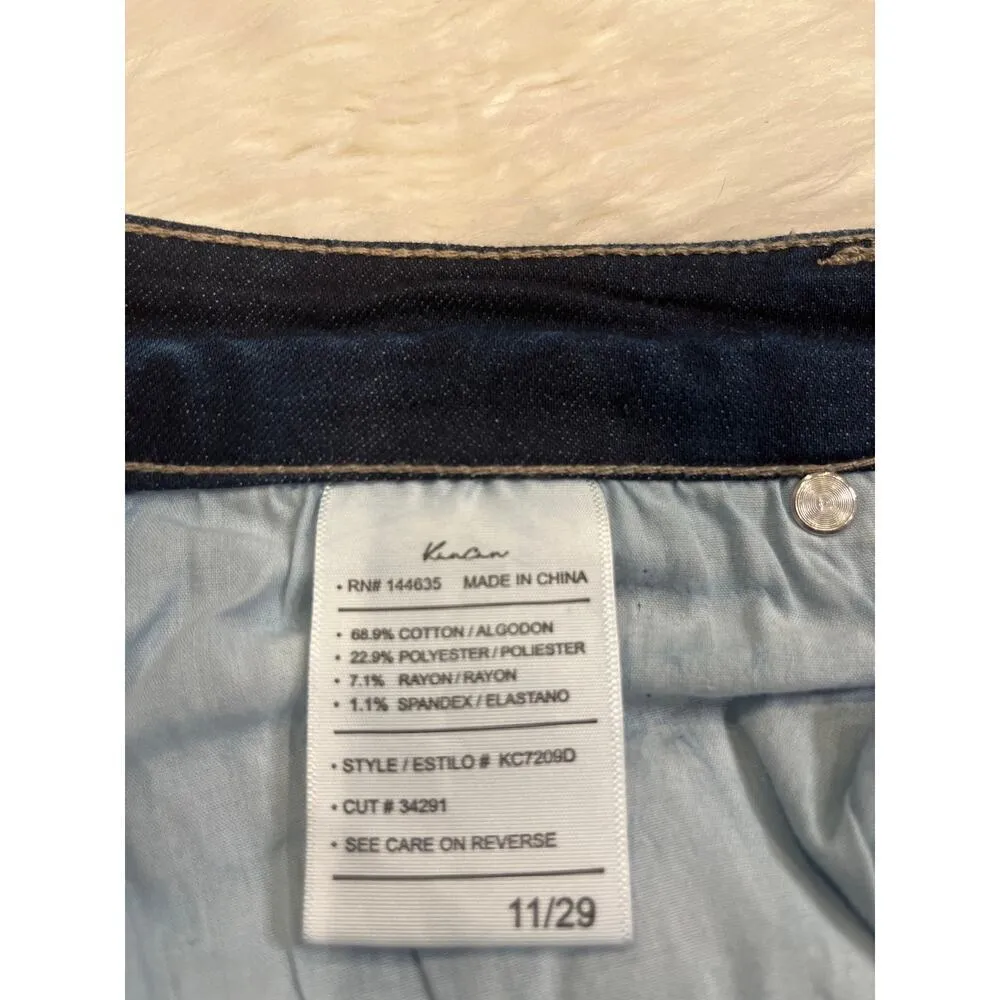 KanCan
• RN# 144635 MADE IN CHINA
• 68.9% COTTON / ALGODON
• 22.9% POLYESTER / POLIESTER
• 7.1% RAYON / RAYON
• 1.1% SPANDEX / ELASTANO
• STYLE / ESTILO # KC7209D
• CUT # 34291
• SEE CARE ON REVERSE
11/29